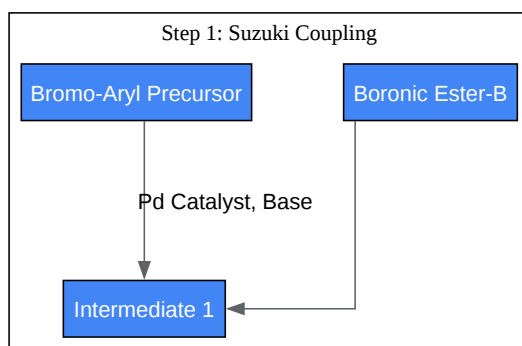 Step 1: Suzuki Coupling
Bromo-Aryl Precursor
Boronic Ester-B
Pd Catalyst, Base
Intermediate 1